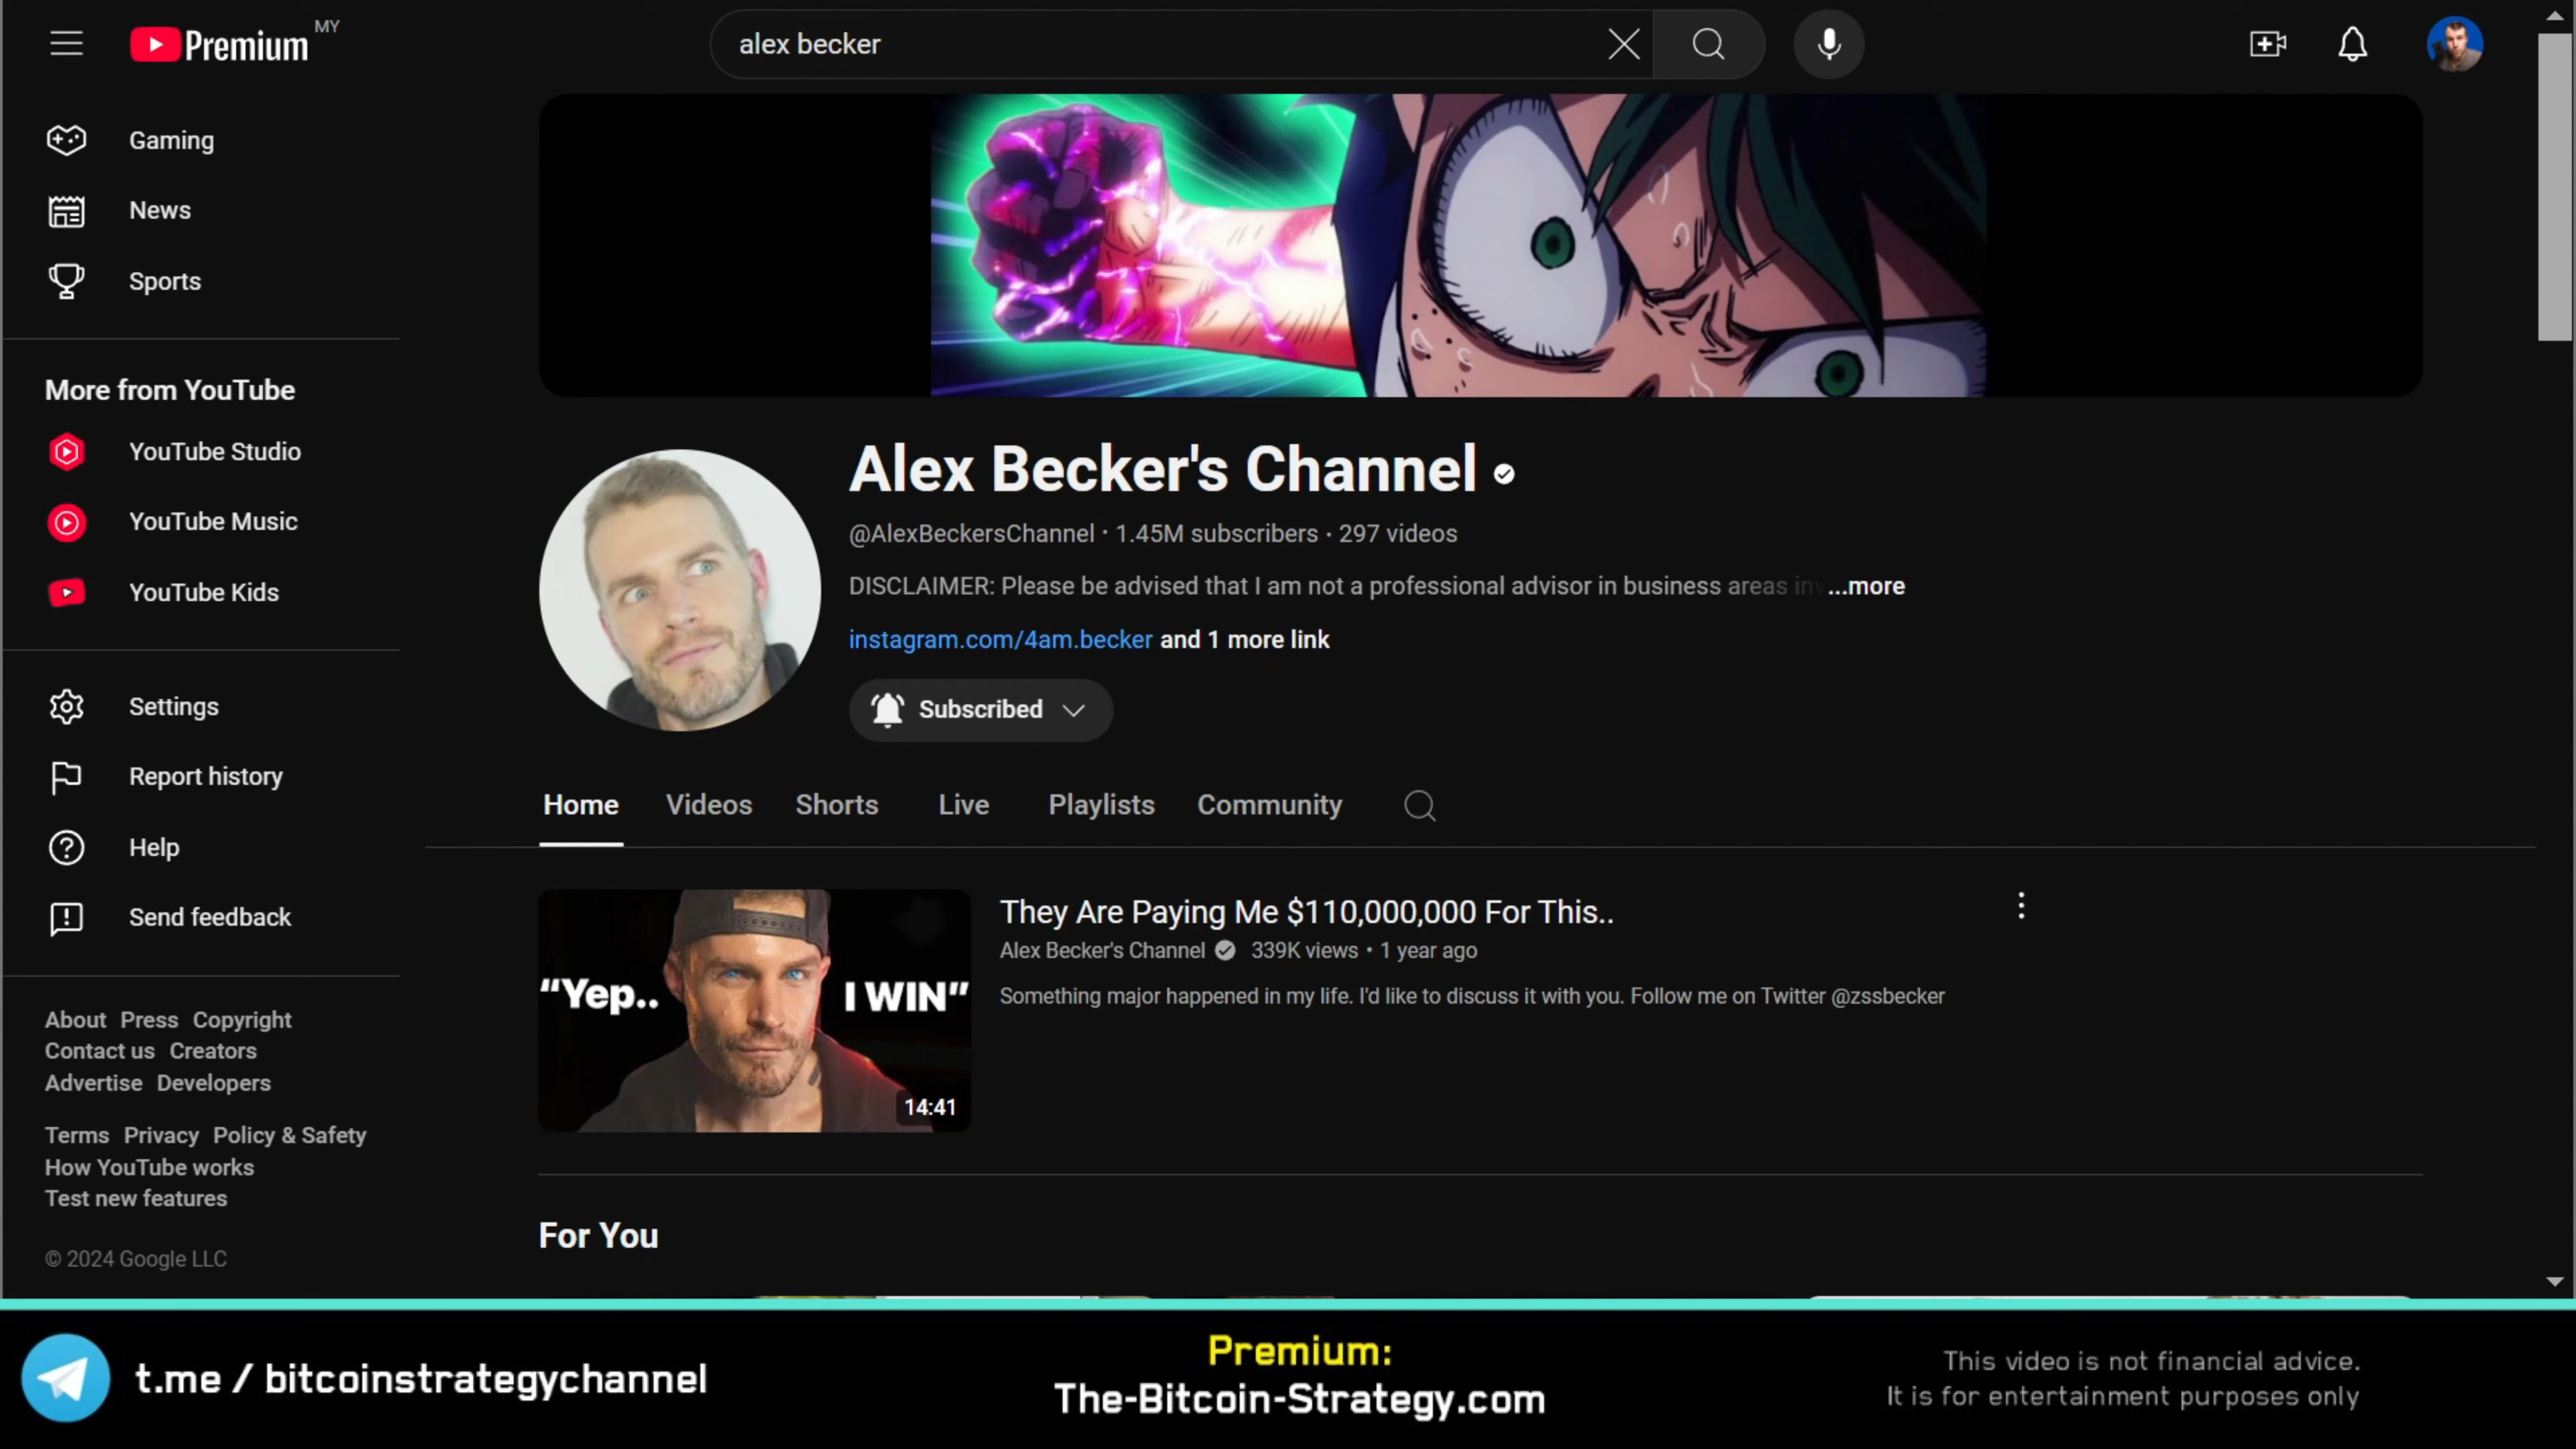 Premium MY
alex becker
Gaming
News
Sports
More from YouTube
YouTube Studio
YouTube Music
YouTube Kids
Settings
Report history
Help
Send feedback
About Press Copyright
Contact us Creators
Advertise Developers
Terms Privacy Policy & Safety
How YouTube works
Test new features
© 2024 Google LLC
Alex Becker's Channel
@AlexBeckersChannel · 1.45M subscribers · 297 videos
DISCLAIMER: Please be advised that I am not a professional advisor in business areas ...more
instagram.com/4am.becker and 1 more link
Subscribed
Home Videos Shorts Live Playlists Community
"Yep.. I WIN"
14:41
They Are Paying Me $110,000,000 For This..
Alex Becker's Channel 339K views • 1 year ago
Something major happened in my life. I'd like to discuss it with you. Follow me on Twitter @zssbecker
For You
t.me / bitcoinstrategychannel
Premium:
The-Bitcoin-Strategy.com
This video is not financial advice.
It is for entertainment purposes only